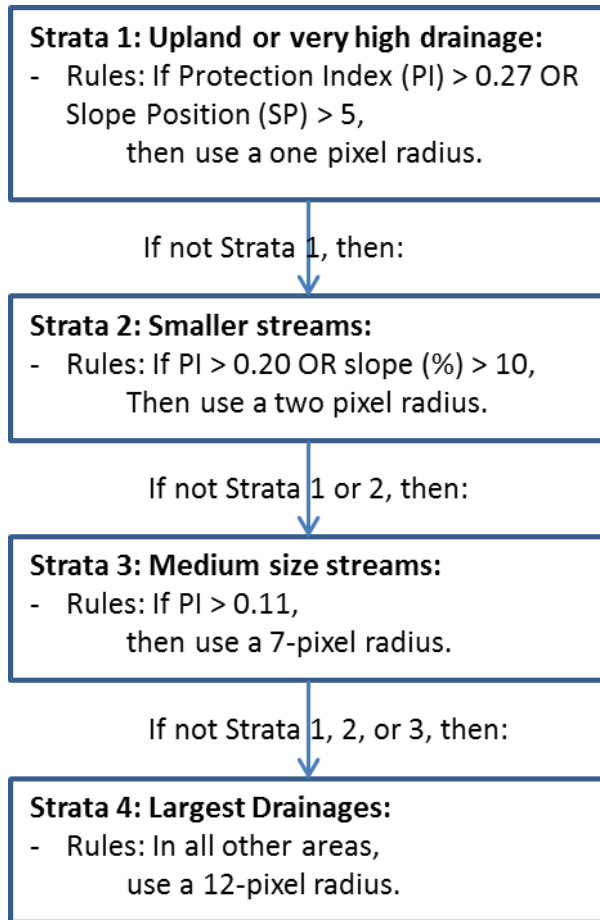 Strata 1: Upland or very high drainage:
- Rules: If Protection Index (PI) > 0.27 OR
Slope Position (SP) > 5,
then use a one pixel radius.
If not Strata 1, then:
Strata 2: Smaller streams:
- Rules: If PI > 0.20 OR slope (%) > 10,
Then use a two pixel radius.
If not Strata 1 or 2, then:
Strata 3: Medium size streams:
- Rules: If PI > 0.11,
then use a 7-pixel radius.
If not Strata 1, 2, or 3, then:
Strata 4: Largest Drainages:
- Rules: In all other areas,
use a 12-pixel radius.